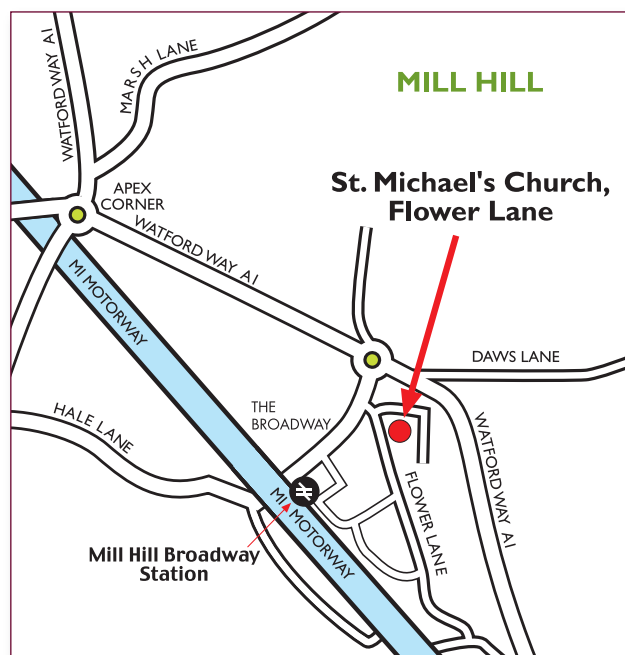 WATFORD WAY A1
MARSH LANE
MILL HILL
APEX
CORNER
St. Michael's Church,
Flower Lane
WATFORD WAY A1
M1 MOTORWAY
DAWS LANE
HALE LANE
THE
BROADWAY
WATFORD WAY A1
FLOWER LANE
M1 MOTORWAY
Mill Hill Broadway
Station